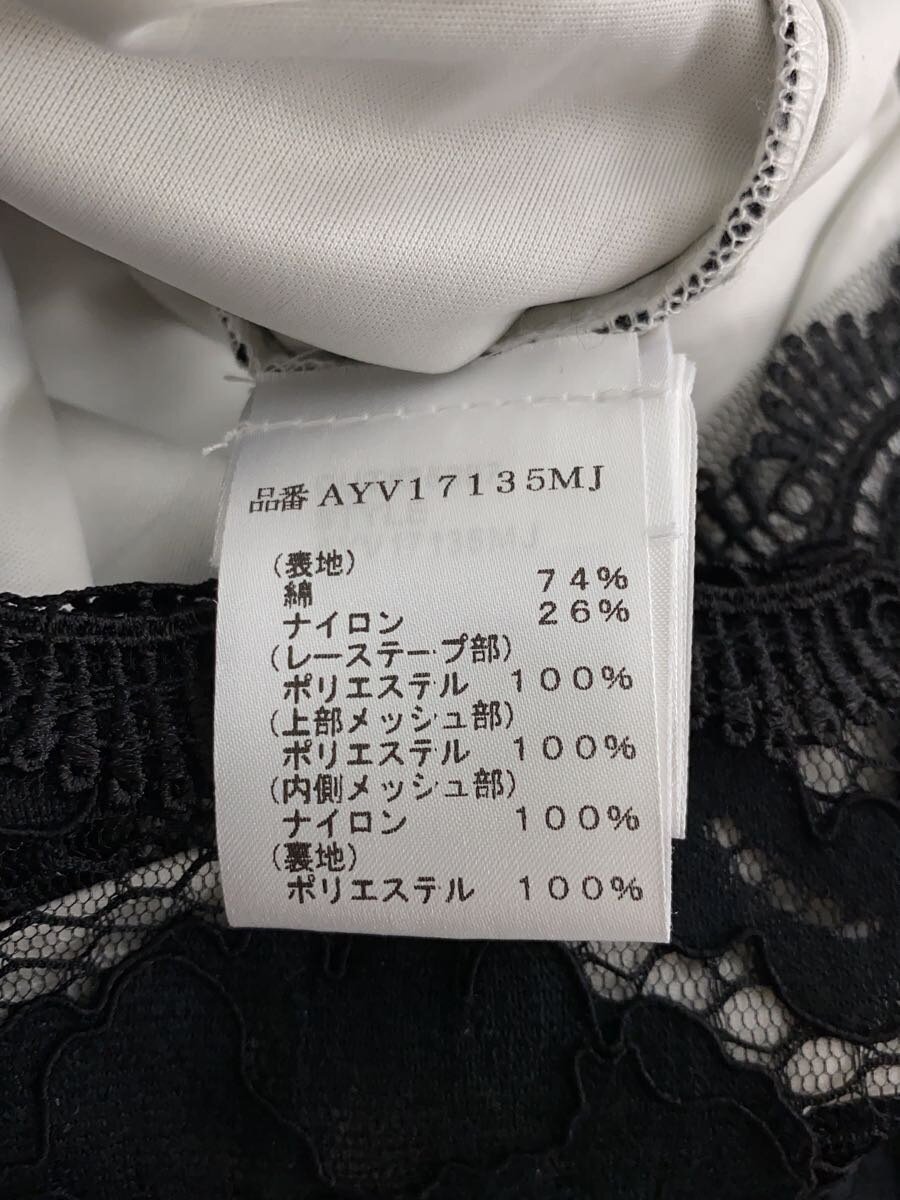 品番 AYV17135MJ
(表地)
綿 74%
ナイロン 26%
(レーステープ部)
ポリエステル 100%
(上部メッシュ部)
ポリエステル 100%
(内側メッシュ部)
ナイロン 100%
(裏地)
ポリエステル 100%